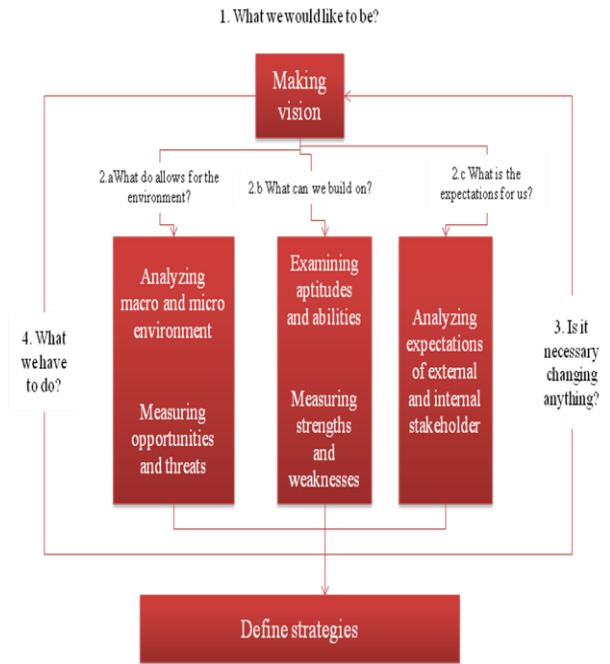 1. What we would like to be?
Making
vision
2.aWhat do allows for the
environment?
2.b What can we build on?
2.c What is the
expectations for us?
Analyzing
macro and micro
environment
Measuring
opportunities
and threats
Examining
aptitudes
and abilities
Measuring
strengths
and
weaknesses
Analyzing
expectations
of external
and internal
stakeholder
4. What
we have
to do?
3. Is it
necessary
changing
anything?
Define strategies